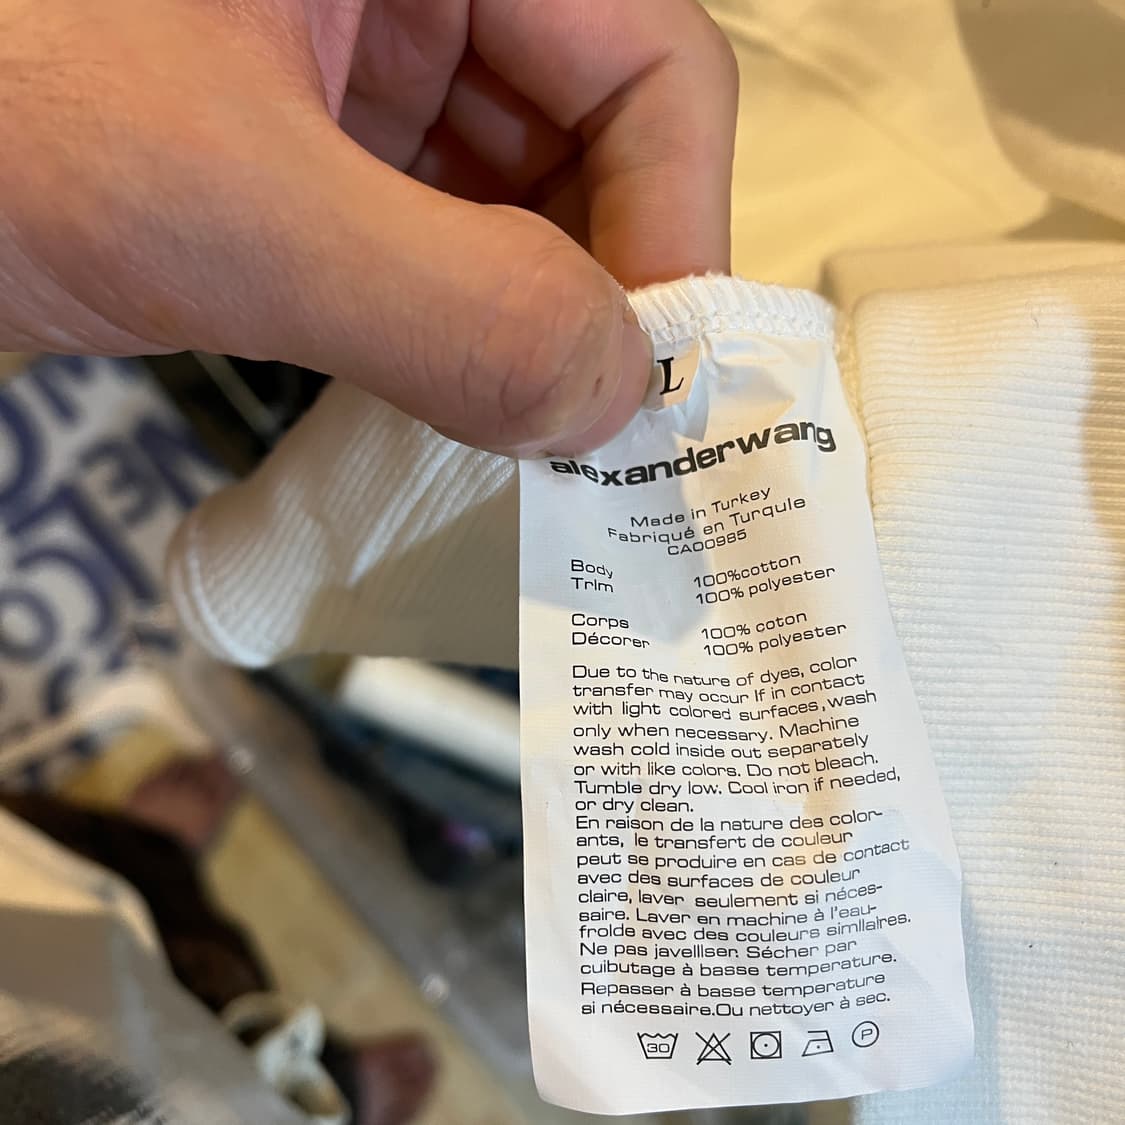 L
alexanderwang
Made in Turkey
Fabriqué en Turqule
CA00985
Body 100%cotton
Trim 100% polyester
Corps 100% coton
Décorer 100% polyester
Due to the nature of dyes, color
transfer may occur If in contact
with light colored surfaces,wash
only when necessary. Machine
wash cold inside out separately
or with like colors. Do not bleach.
Tumble dry low. Cool iron if needed,
or dry clean.
En raison de la nature des color-
ants, le transfert de couleur
peut se produire en cas de contact
avec des surfaces de couleur
claire, laver seulement si néces-
saire. Laver en machine à l'eau-
frolde avec des couleurs simllalres.
Ne pas javelllser. Sécher par
cuibutage à basse temperature.
Repasser à basse temperature
si nécessaire.Ou nettoyer à sec.
30 P